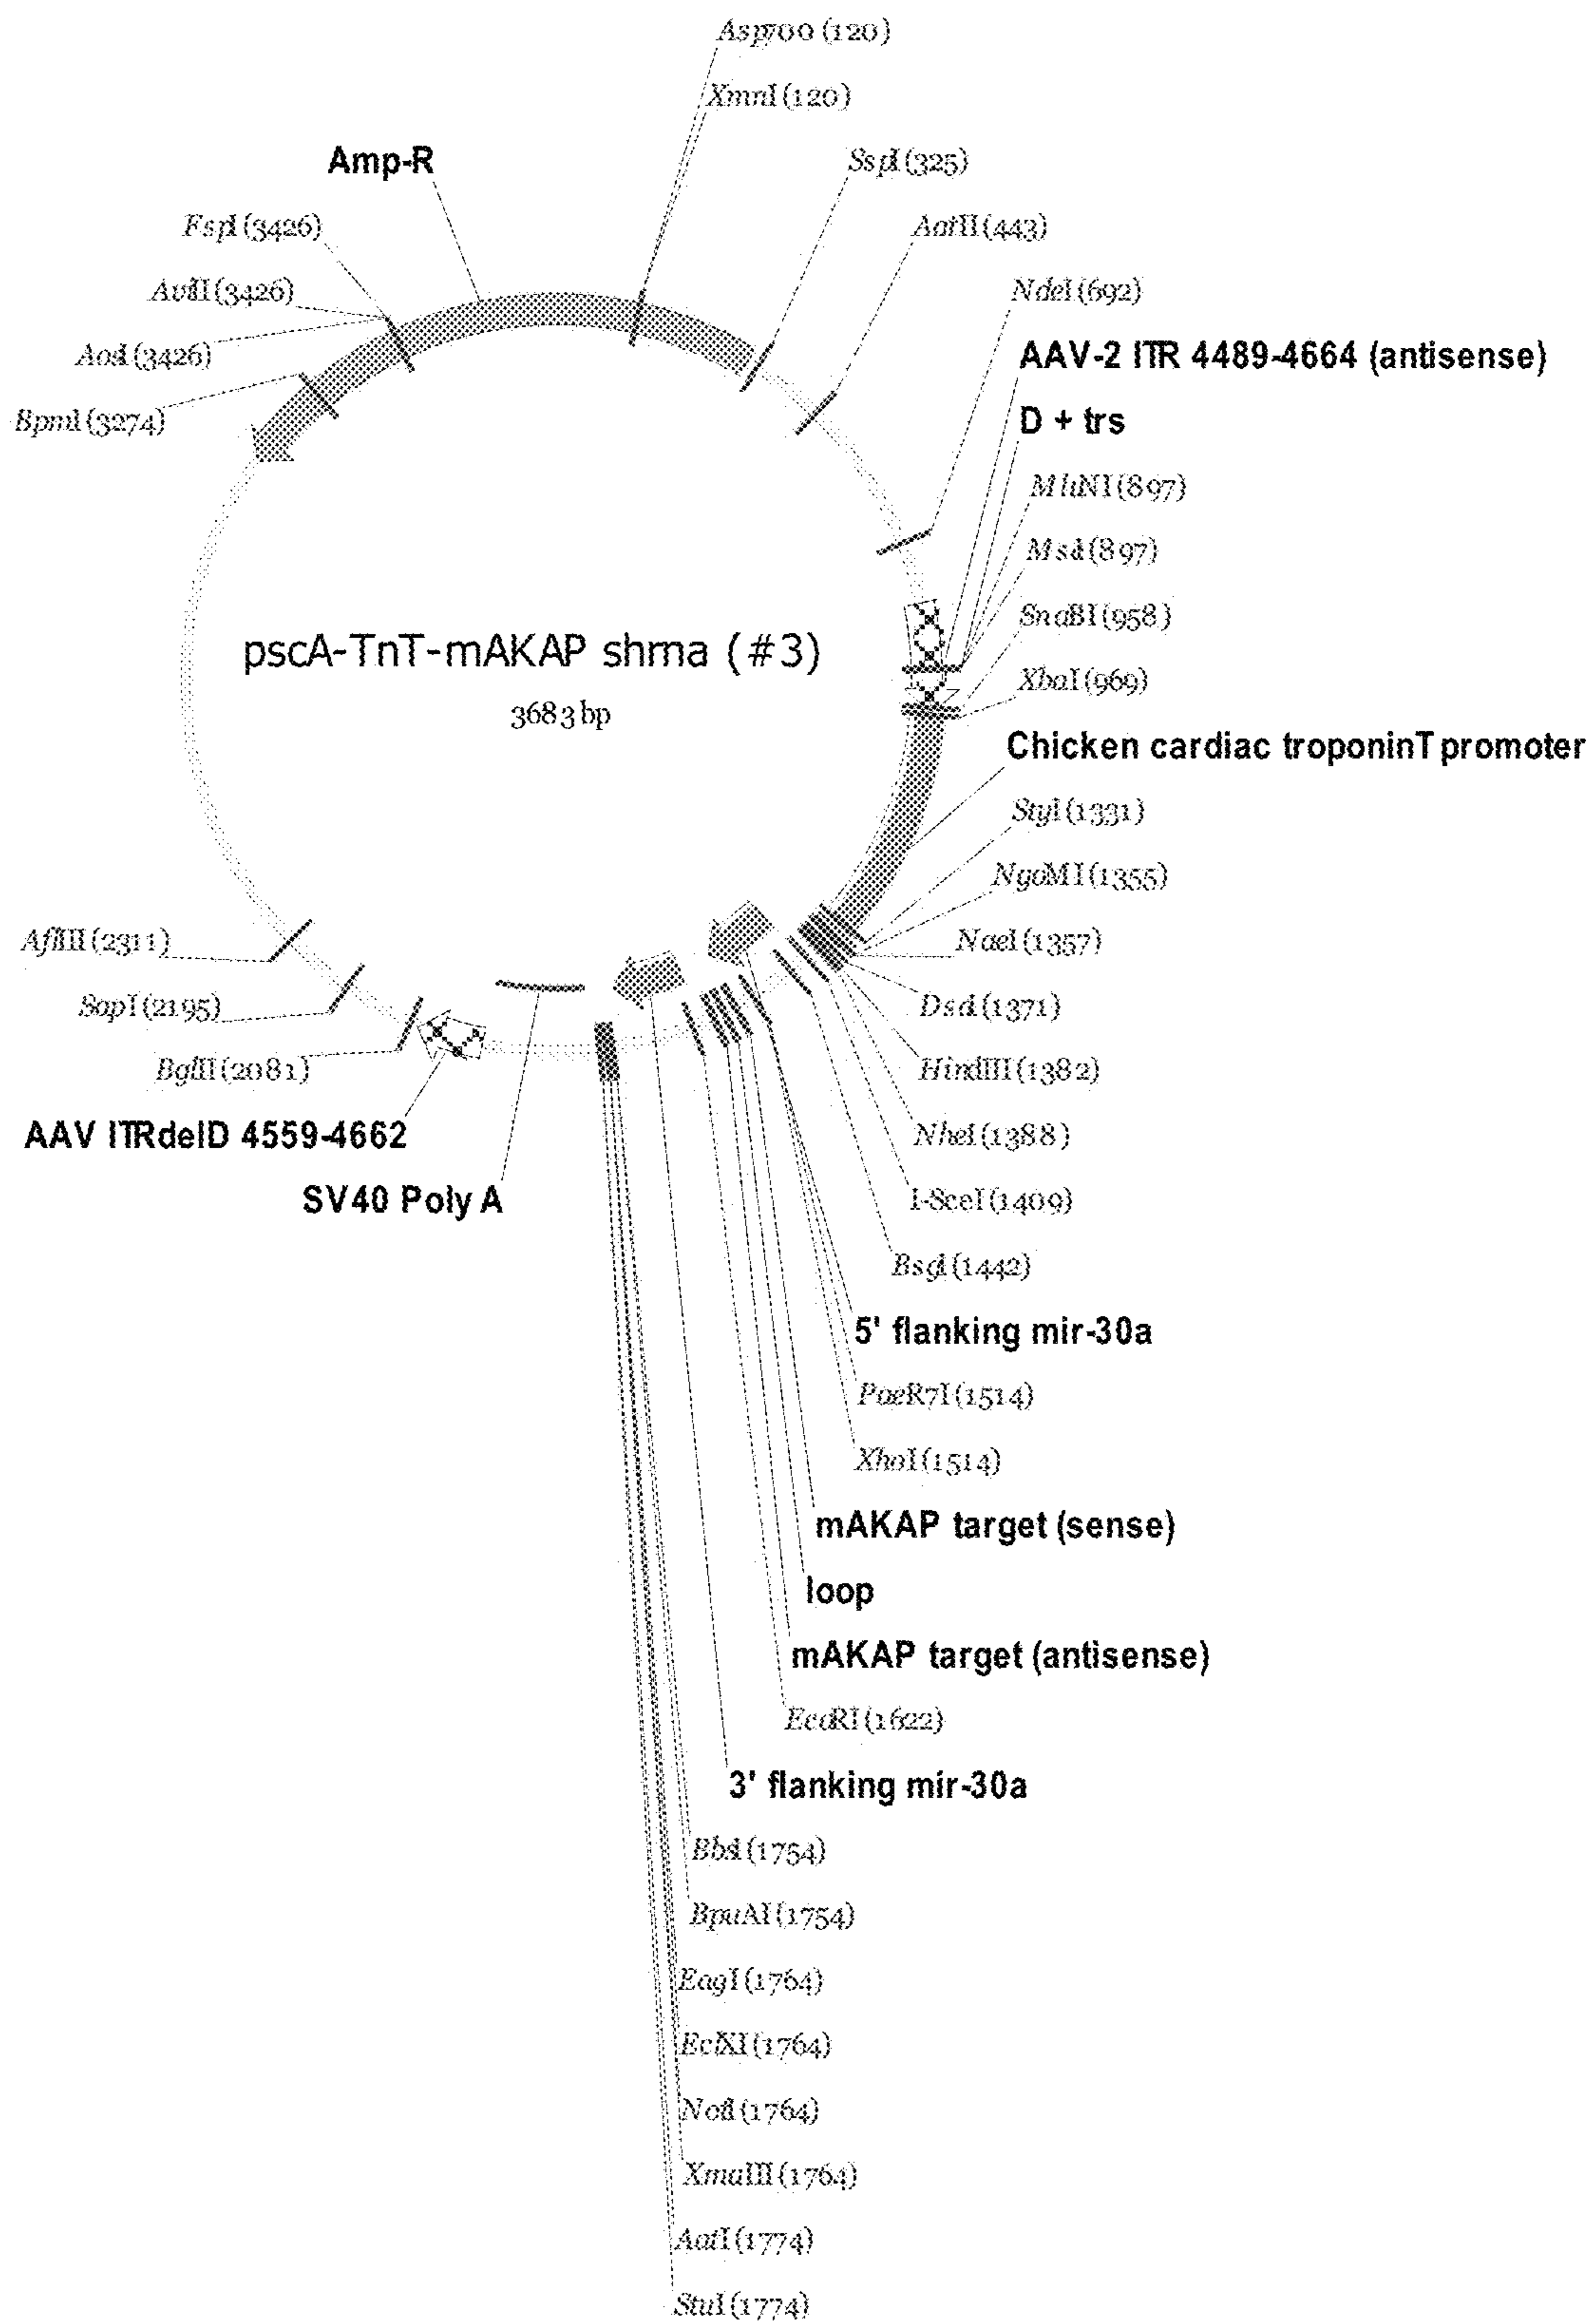 Asp700 (120)
XmnI (120)
Amp-R
SspI (325)
FspI (3426)
AatII (443)
AviII (3426)
NdeI (692)
AosI (3426)
AAV-2 ITR 4489-4664 (antisense)
BpmI (3274)
D + trs
MluNI (897)
MscI (897)
SnaBI (958)
pscA-TnT-mAKAP shrna (#3)
XbaI (969)
3683 bp
Chicken cardiac troponinT promoter
StyI (1331)
NgoMI (1355)
AflIII (2311)
NaeI (1357)
SapI (2195)
DsaI (1371)
BglII (2081)
HindIII (1382)
AAV ITRdelD 4559-4662
NheI (1388)
SV40 Poly A
I-SceI (1409)
BsgI (1442)
5' flanking mir-30a
PaeR7I (1514)
XhoI (1514)
mAKAP target (sense)
loop
mAKAP target (antisense)
EcoRI (1622)
3' flanking mir-30a
BbsI (1754)
BpuAI (1754)
EagI (1764)
EclXI (1764)
NotI (1764)
XmaIII (1764)
AatI (1774)
StuI (1774)